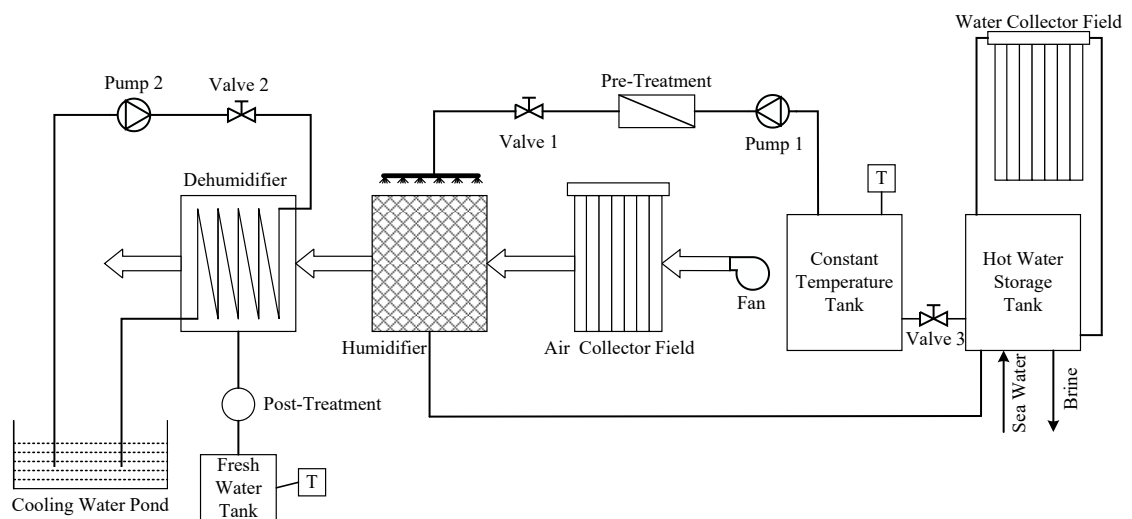 Water Collector Field
Pump 2
Valve 2
Pre-Treatment
Valve 1
Pump 1
Dehumidifier
T
Constant
Temperature
Tank
Hot Water
Storage
Tank
Fan
Valve 3
Humidifier
Air Collector Field
Sea Water
Brine
Post-Treatment
Fresh
Water
Tank
T
Cooling Water Pond